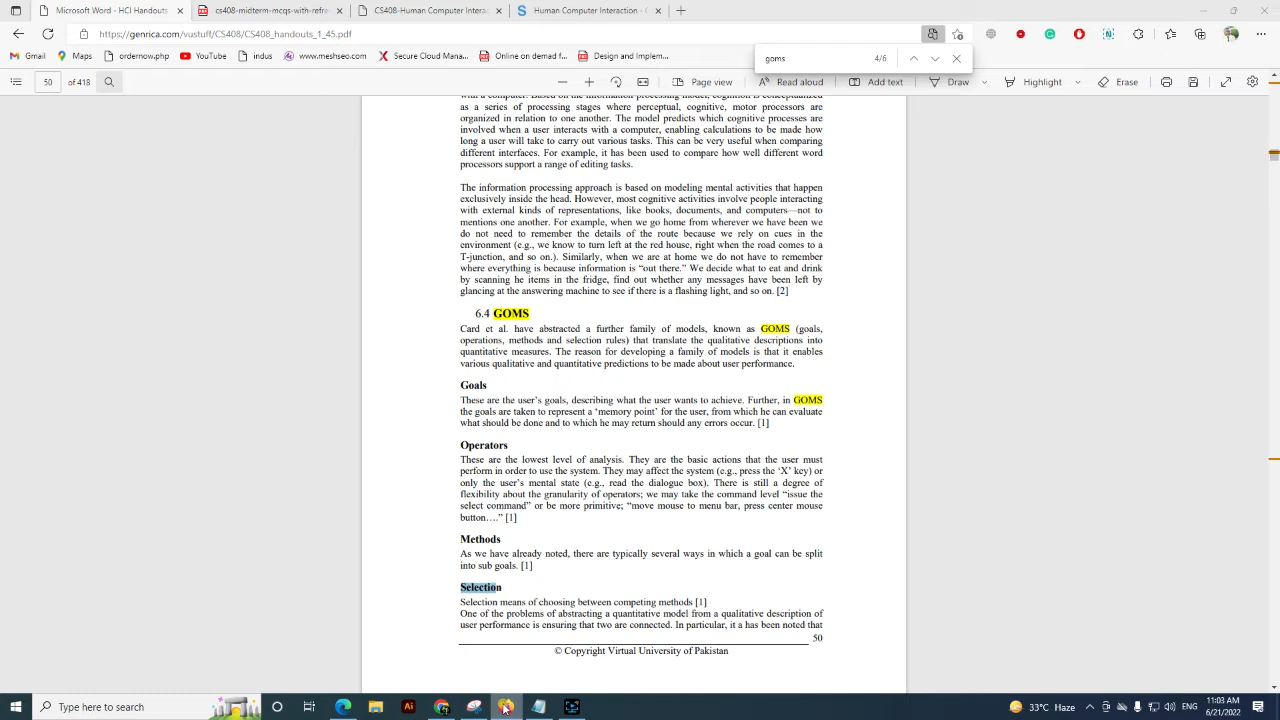 Microsoft Word - HCI Handouts
cs408-midterm-mcqs-with-refre
CS408-Human Computer Interac
Human Computer Interaction - C
https://genrica.com/vustuff/CS408/CS408_handouts_1_45.pdf
Gmail
Maps
ordernow.php
indus
www.meshusesd.com
Secure Cloud Mana...
Online on demad
Design and Implem...
goms
4/6
50
of 418
Page view
Read aloud
Add text
Draw
Highlight
Erase
as a series of processing stages where perceptual, cognitive, motor processors are
organized in relation to one another. The model predicts which cognitive processes are
involved when a user interacts with a computer, enabling calculations to be made how
long a user will take to carry out various tasks. This can be very useful when comparing
different interfaces. For example, it has been used to compare how well different word
processors support a range of editing tasks.
The information processing approach is based on modeling mental activities that happen
exclusively inside the head. However, most cognitive activities involve people interacting
with external kinds of representations, like books, documents, and computers—not to
mentions one another. For example, when we go home from wherever we have been we
do not need to remember the details of the route because we rely on cues in the
environment (e.g., we know to turn left at the red house, right when the road comes to a
T-junction, and so on.). Similarly, when we are at home we do not have to remember
where everything is because information is “out there.” We decide what to eat and drink
by scanning he items in the fridge, find out whether any messages have been left by
glancing at the answering machine to see if there is a flashing light, and so on. [2]
6.4 GOMS
Card et al. have abstracted a further family of models, known as GOMS (goals,
operations, methods and selection rules) that translate the qualitative descriptions into
quantitative measures. The reason for developing a family of models is that it enables
various qualitative and quantitative predictions to be made about user performance.
Goals
These are the user’s goals, describing what the user wants to achieve. Further, in GOMS
the goals are taken to represent a ‘memory point’ for the user, from which he can evaluate
what should be done and to which he may return should any errors occur. [1]
Operators
These are the lowest level of analysis. They are the basic actions that the user must
perform in order to use the system. They may affect the system (e.g., press the ‘X’ key) or
only the user’s mental state (e.g., read the dialogue box). There is still a degree of
flexibility about the granularity of operators; we may take the command level “issue the
select command” or be more primitive; “move mouse to menu bar, press center mouse
button….” [1]
Methods
As we have already noted, there are typically several ways in which a goal can be split
into sub goals. [1]
Selection
Selection means of choosing between competing methods [1]
One of the problems of abstracting a quantitative model from a qualitative description of
user performance is ensuring that two are connected. In particular, it a has been noted that
50
© Copyright Virtual University of Pakistan
Type here to search
33°C Haze
ENG
11:03 AM
6/21/2022